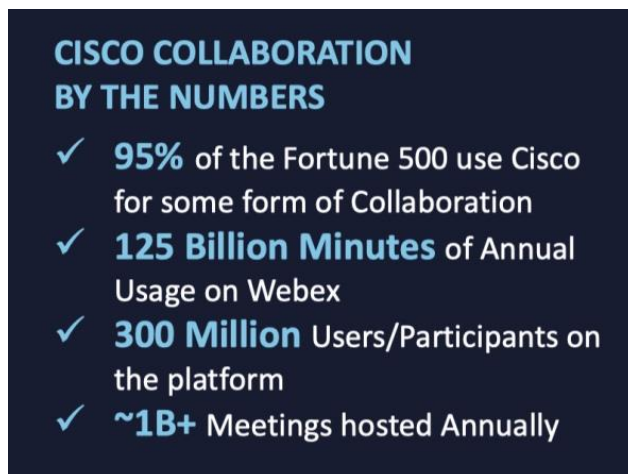 CISCO COLLABORATION
BY THE NUMBERS
✓ 95% of the Fortune 500 use Cisco
for some form of Collaboration
✓ 125 Billion Minutes of Annual
Usage on Webex
✓ 300 Million Users/Participants on
the platform
✓ ~1B+ Meetings hosted Annually